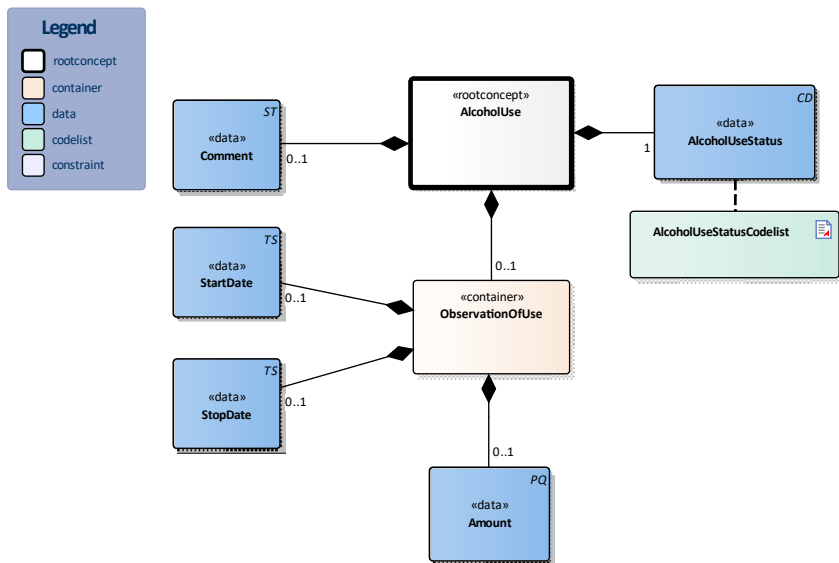 Legend
rootconcept
container
data
codelist
constraint
ST
«data»
Comment
0..1
«rootconcept»
AlcoholUse
CD
«data»
AlcoholUseStatus
1
AlcoholUseStatusCodelist
TS
«data»
StartDate
0..1
0..1
«container»
ObservationOfUse
TS
«data»
StopDate
0..1
0..1
PQ
«data»
Amount